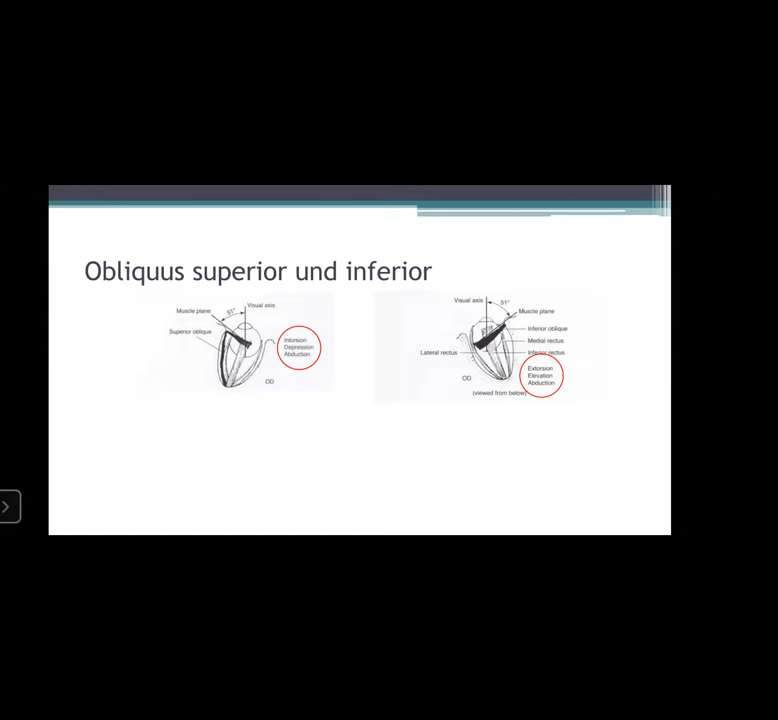 Obliquus superior und inferior
Visual axis
Muscle plane
51°
Superior oblique
Intorsion
Depression
Abduction
OD
Visual axis
51°
Muscle plane
Inferior oblique
Medial rectus
Lateral rectus
Inferior rectus
Extorsion
Elevation
Abduction
OD
(viewed from below)